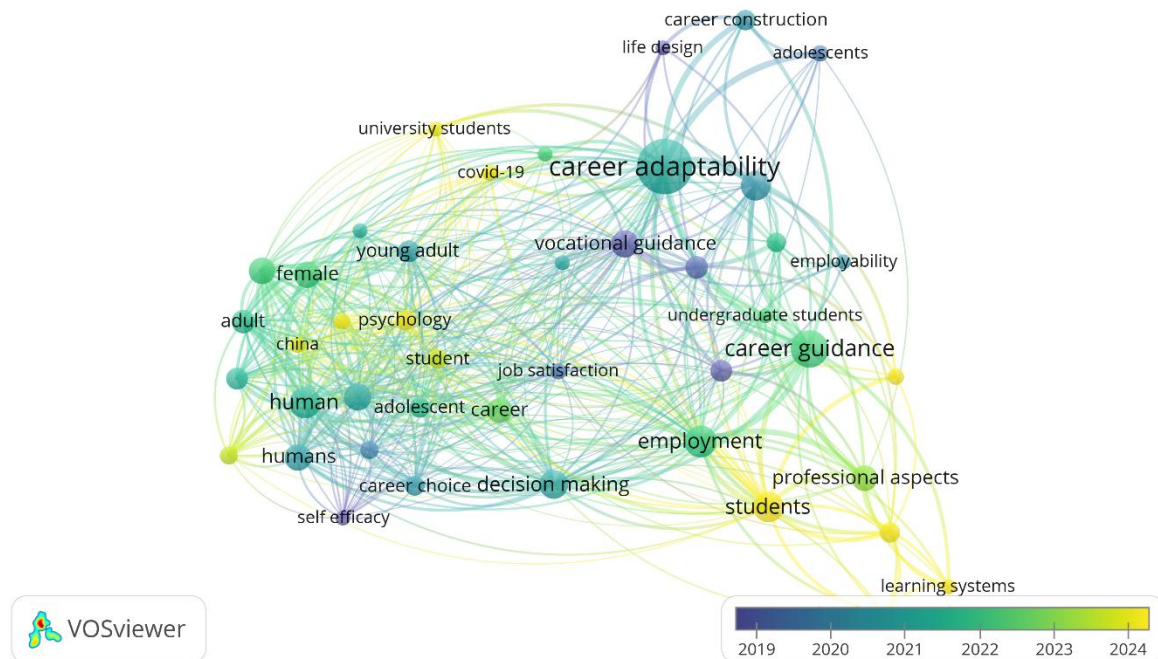 career construction
life design
adolescents
university students
covid-19
career adaptability
young adult
vocational guidance
employability
female
adult
psychology
undergraduate students
china
student
job satisfaction
career guidance
human
adolescent
career
employment
humans
career choice
decision making
professional aspects
self efficacy
students
learning systems
VOSviewer
2019 2020 2021 2022 2023 2024